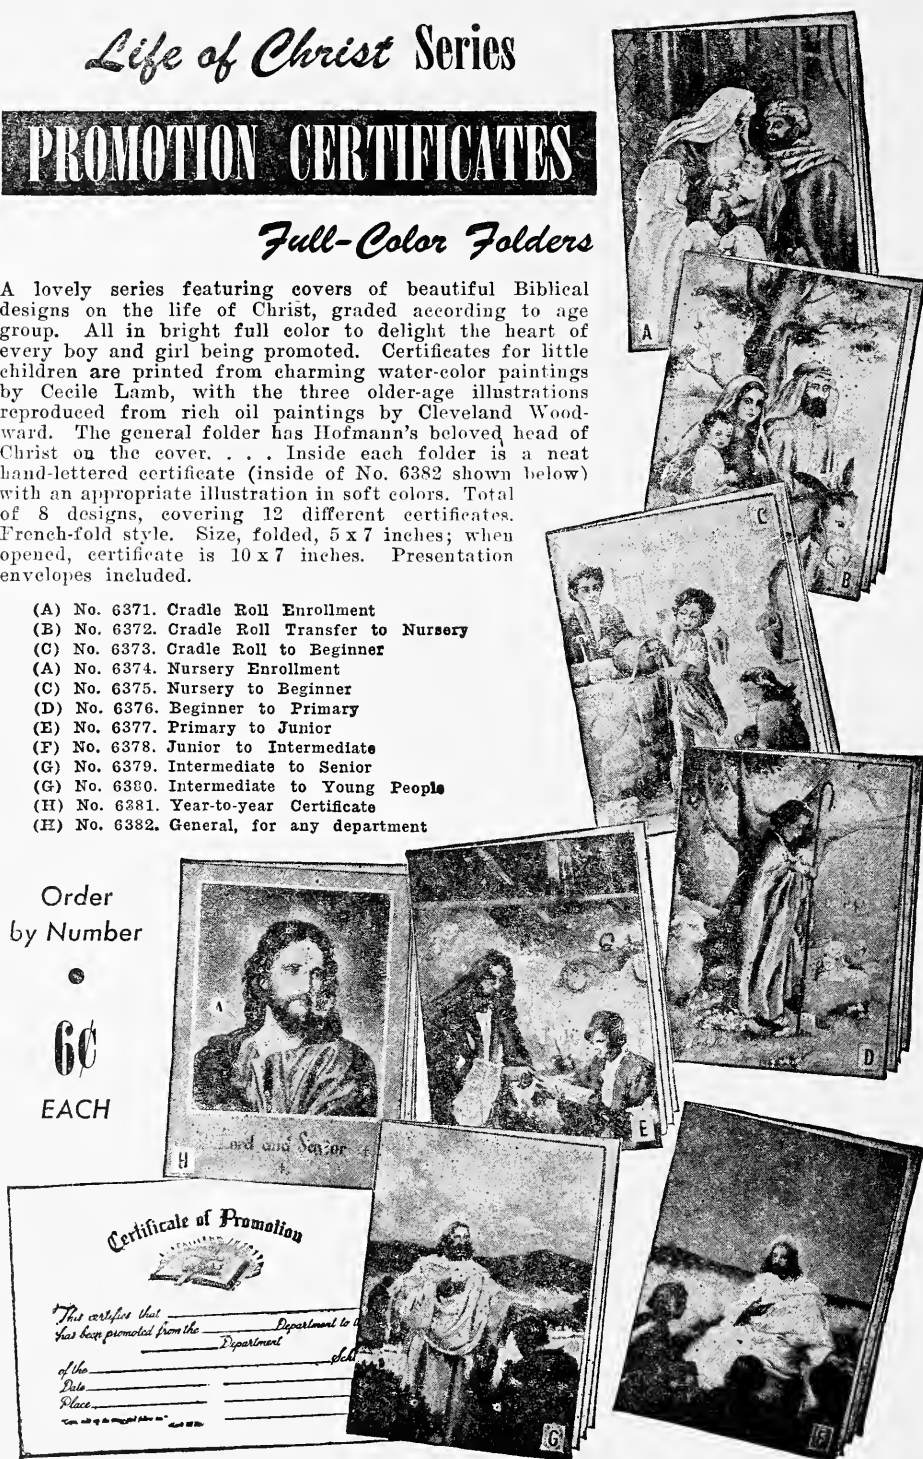 Life of Christ Series
PROMOTION CERTIFICATES
Full-Color Folders
A lovely series featuring covers of beautiful Biblical
designs on the life of Christ, graded according to age
group. All in bright full color to delight the heart of
every boy and girl being promoted. Certificates for little
children are printed from charming water-color paintings
by Cecile Lamb, with the three older-age illustrations
reproduced from rich oil paintings by Cleveland Wood-
ward. The general folder has Hofmann's beloved head of
Christ on the cover. . . . Inside each folder is a neat
hand-lettered certificate (inside of No. 6382 shown below)
with an appropriate illustration in soft colors. Total
of 8 designs, covering 12 different certificates.
French-fold style. Size, folded, 5 x 7 inches; when
opened, certificate is 10 x 7 inches. Presentation
envelopes included.
(A) No. 6371. Cradle Roll Enrollment
(B) No. 6372. Cradle Roll Transfer to Nursery
(C) No. 6373. Cradle Roll to Beginner
(A) No. 6374. Nursery Enrollment
(C) No. 6375. Nursery to Beginner
(D) No. 6376. Beginner to Primary
(E) No. 6377. Primary to Junior
(F) No. 6378. Junior to Intermediate
(G) No. 6379. Intermediate to Senior
(G) No. 6380. Intermediate to Young People
(H) No. 6381. Year-to-year Certificate
(H) No. 6382. General, for any department
Order
by Number
6¢
EACH
A
B
C
D
E
F
G
H
Lord and Savior
Certificate of Promotion
This certifies that
has been promoted from the Department to
Department
of the
Date
Place